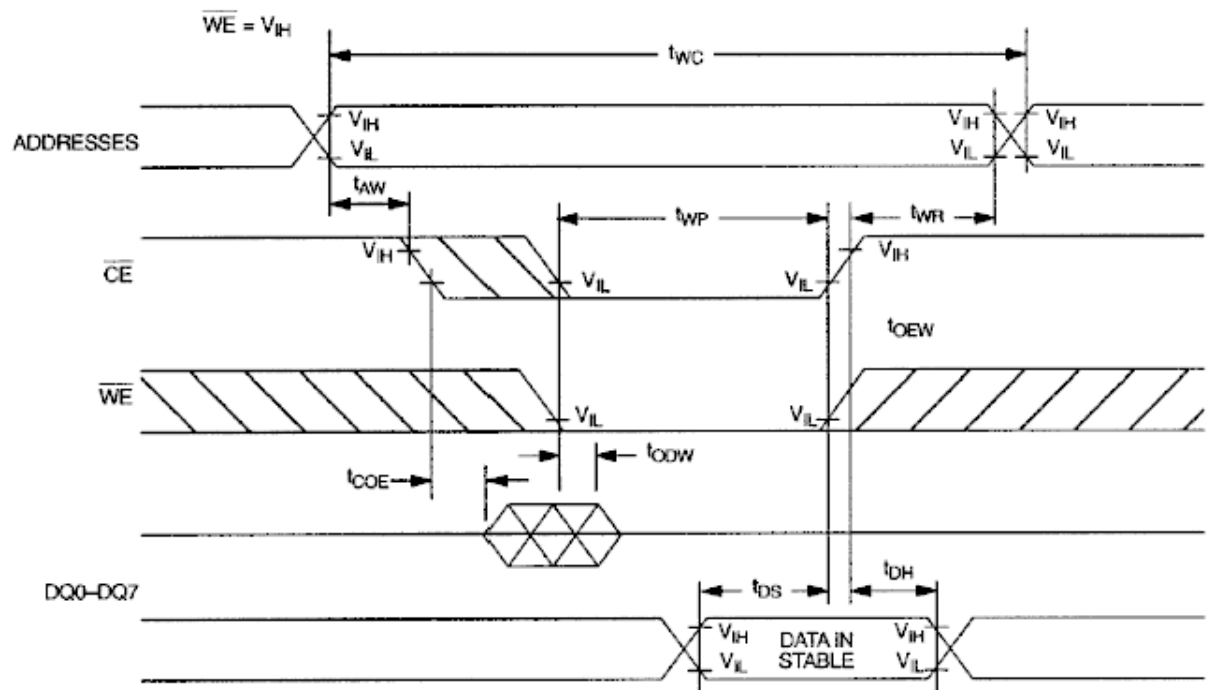 WE = VIH
tWC
ADDRESSES
VIH VIH VIH
VIL VIL VIL
tAW
tWP
tWR
CE
VIH VIH
VIL VIL
tOEW
WE
VIL VIL
tODW
tCOE
DQ0–DQ7
tDS
tDH
VIH DATA IN VIH
VIL STABLE VIL